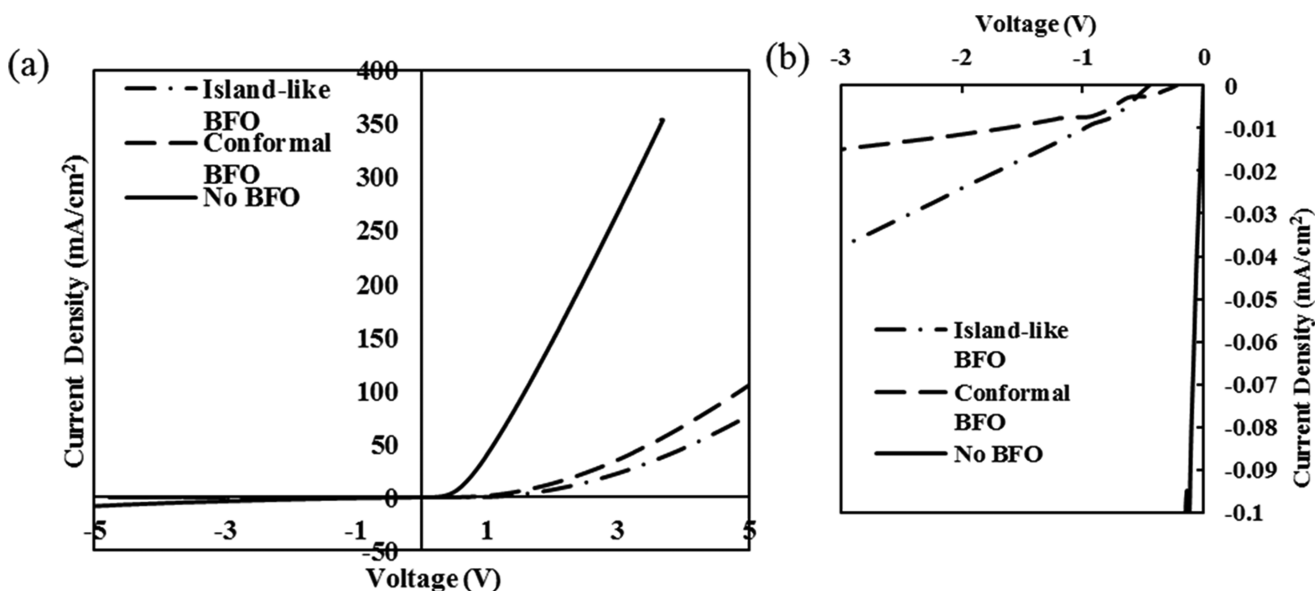 (a)
400
350
300
250
200
150
100
50
0
-50
Current Density (mA/cm²)
Island-like
BFO
Conformal
BFO
No BFO
-5
-3
-1
1
3
5
Voltage (V)
(b)
Voltage (V)
-3
-2
-1
0
0
-0.01
-0.02
-0.03
-0.04
-0.05
-0.06
-0.07
-0.08
-0.09
-0.1
Current Density (mA/cm²)
Island-like
BFO
Conformal
BFO
No BFO